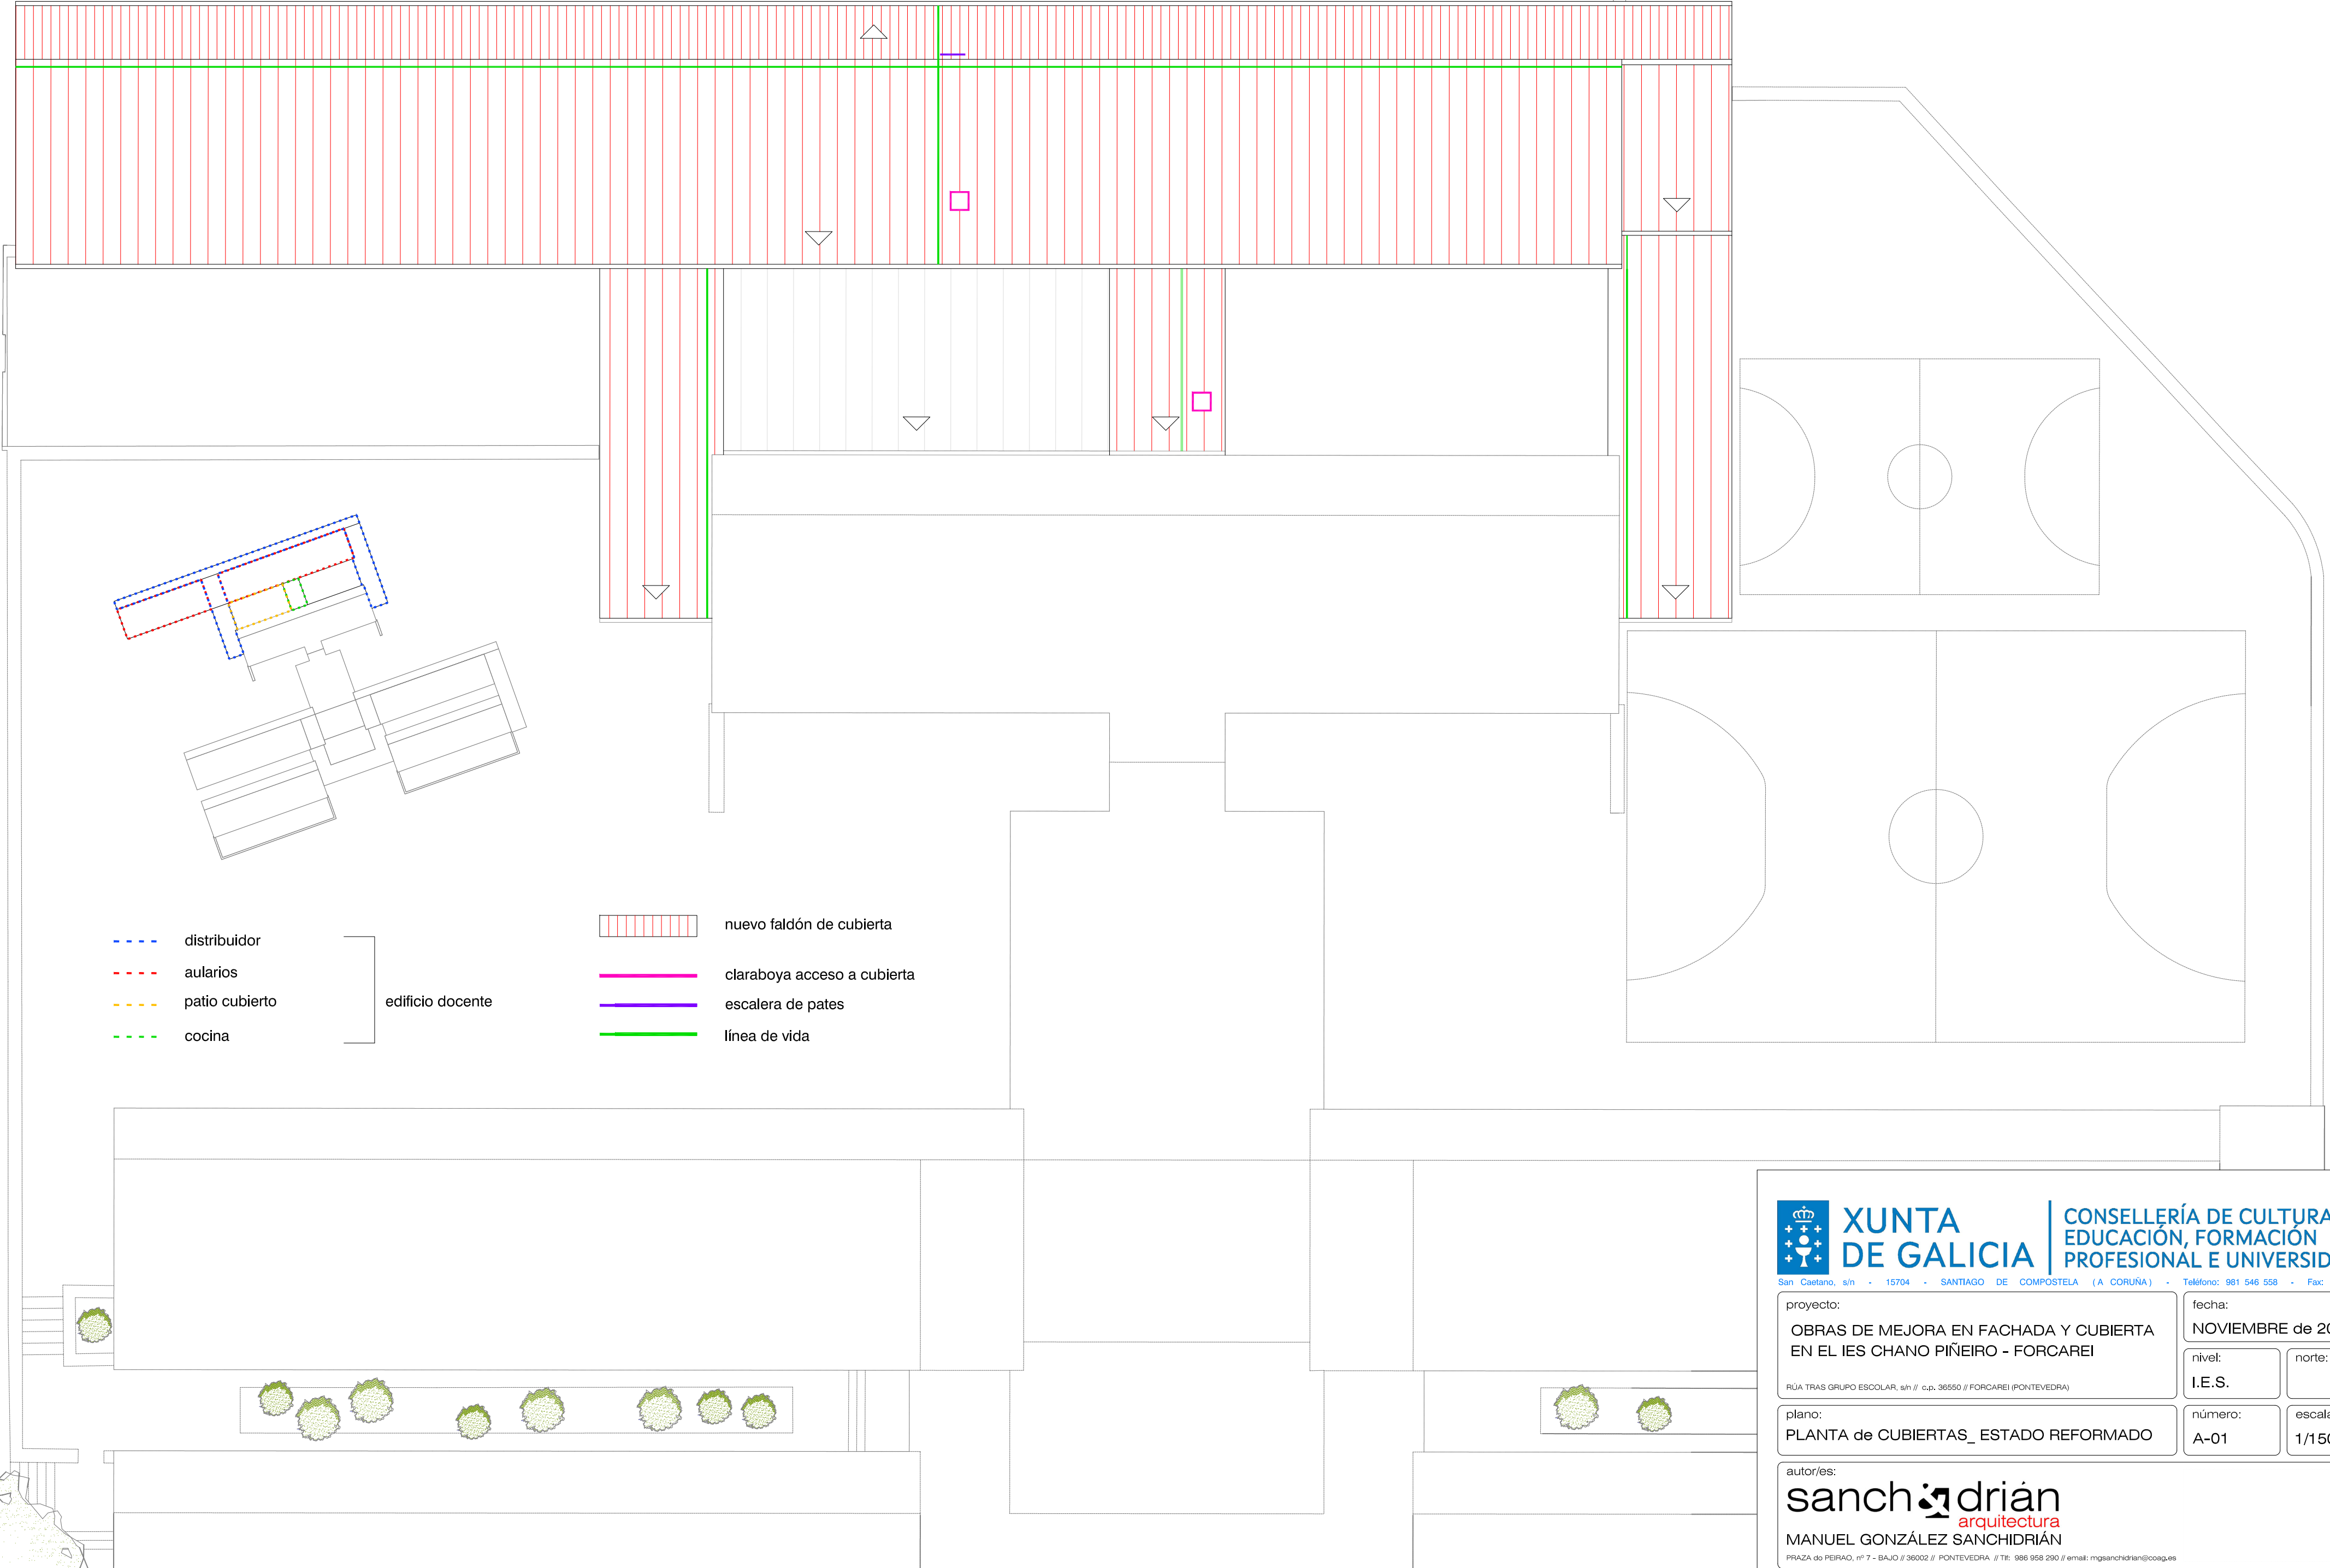 distribuidor
aularios
patio cubierto
cocina
edificio docente
nuevo faldón de cubierta
claraboya acceso a cubierta
escalera de pates
línea de vida
XUNTA
DE GALICIA
CONSELLERÍA DE CULTURA
EDUCACIÓN, FORMACIÓN
PROFESIONAL E UNIVERSID
San Caetano, s/n - 15704 - SANTIAGO DE COMPOSTELA (A CORUÑA) - Teléfono: 981 546 558 - Fax:
proyecto:
OBRAS DE MEJORA EN FACHADA Y CUBIERTA
EN EL IES CHANO PIÑEIRO - FORCAREI
RÚA TRAS GRUPO ESCOLAR, s/n // c.p. 36550 // FORCAREI (PONTEVEDRA)
fecha:
NOVIEMBRE de 20
nivel:
I.E.S.
norte:
plano:
PLANTA de CUBIERTAS_ ESTADO REFORMADO
número:
A-01
escala
1/150
autor/es:
sanch&drián
arquitectura
MANUEL GONZÁLEZ SANCHIDRIÁN
PRAZA do PEIRAO, nº 7 - BAJO // 36002 // PONTEVEDRA // Tlf: 986 958 290 // email: mgsanchidrian@coag.es